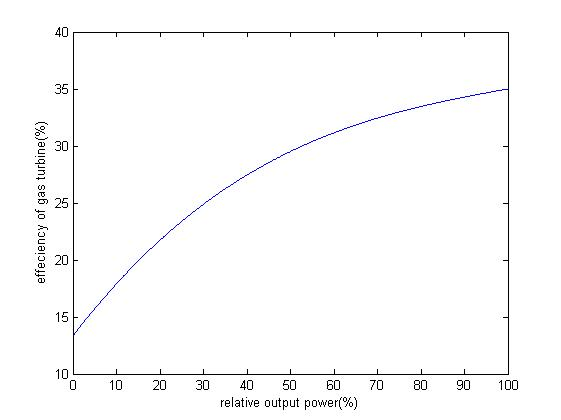 40
35
30
25
20
15
10
effeciency of gas turbine(%)
0 10 20 30 40 50 60 70 80 90 100
relative output power(%)